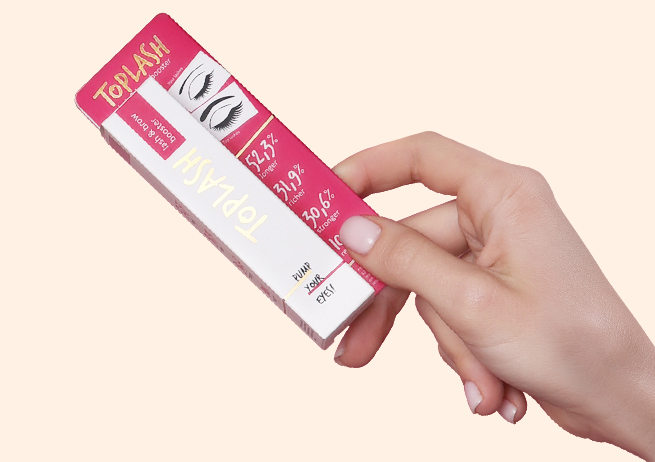 TOPLASH
booster
lash & brow
booster
TOPLASH
52,3%
longer
31,9%
richer
30,6%
stronger
PUMP
YOUR
EYES!